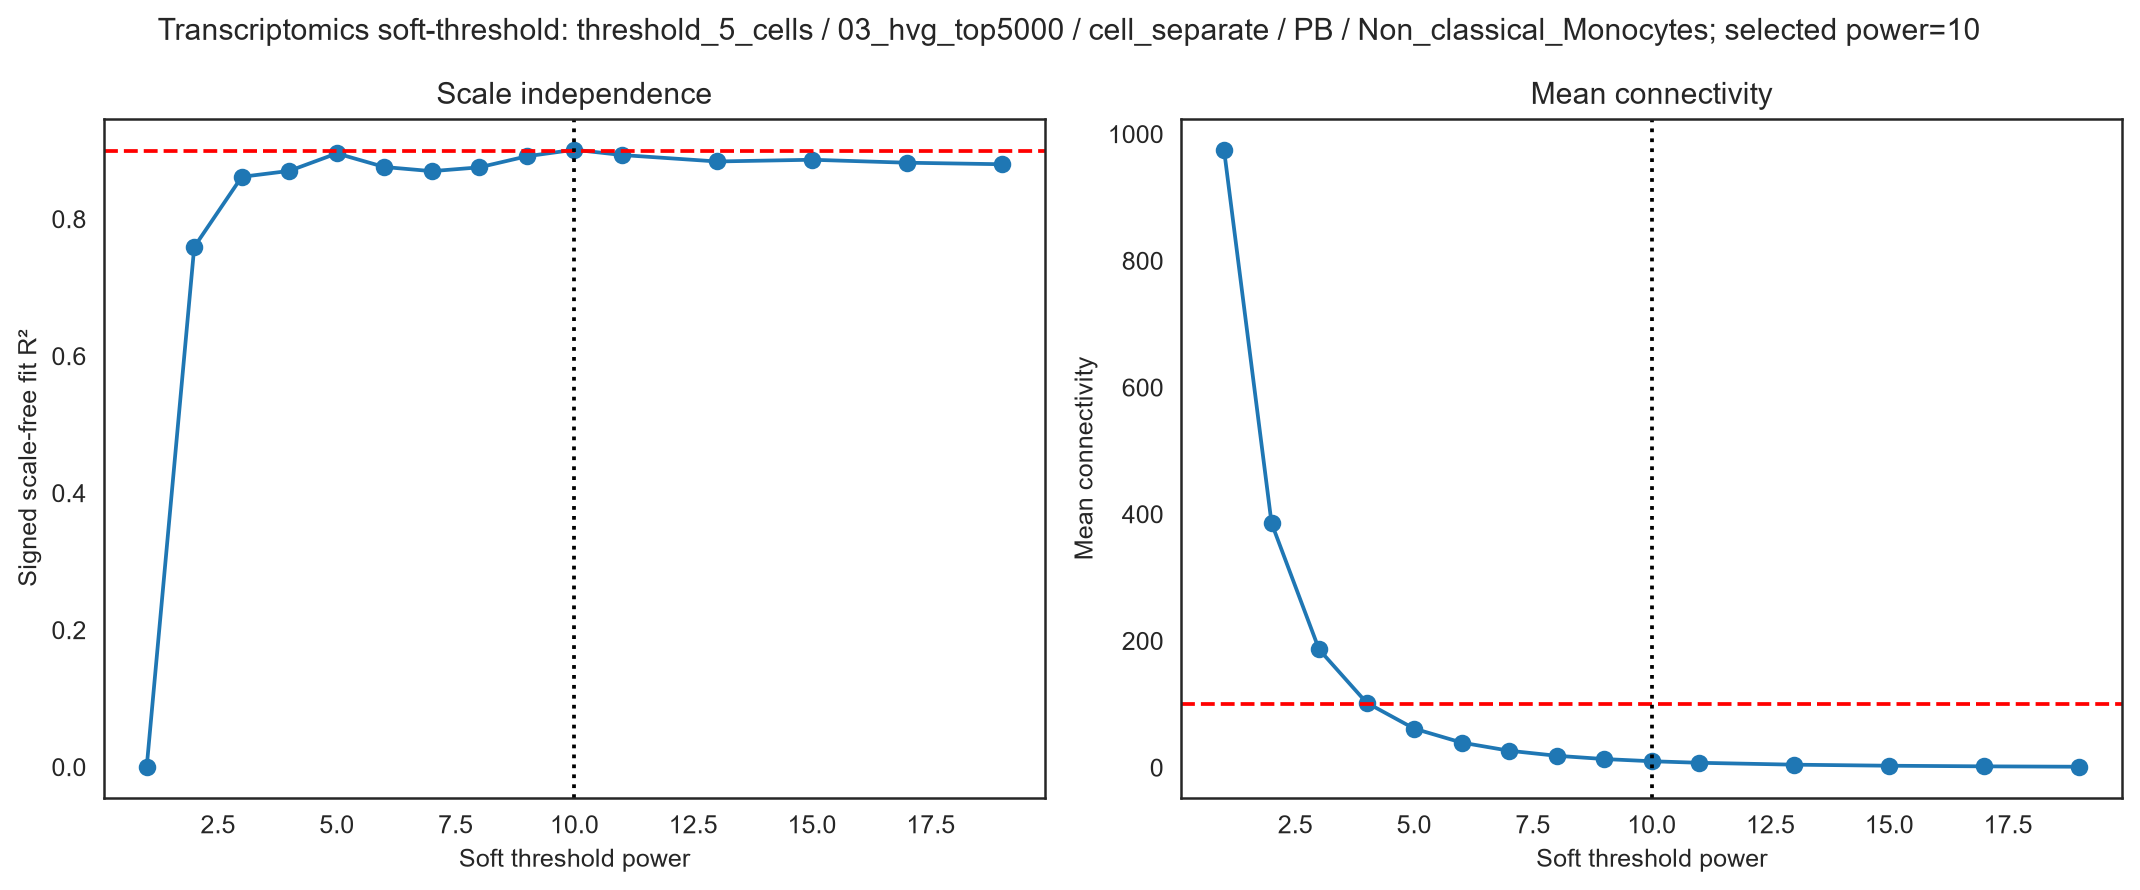 Transcriptomics soft-threshold: threshold_5_cells / 03_hvg_top5000 / cell_separate / PB / Non_classical_Monocytes; selected power=10
Scale independence
Signed scale-free fit R²
0.8
0.6
0.4
0.2
0.0
2.5 5.0 7.5 10.0 12.5 15.0 17.5
Soft threshold power
Mean connectivity
Mean connectivity
1000
800
600
400
200
0
2.5 5.0 7.5 10.0 12.5 15.0 17.5
Soft threshold power